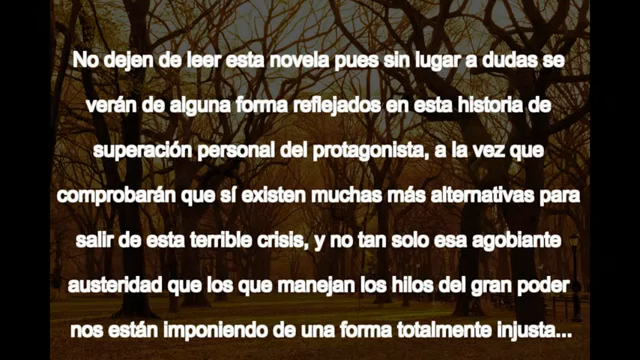 No dejen de leer esta novela pues sin lugar a dudas se
verán de alguna forma reflejados en esta historia de
superación personal del protagonista, a la vez que
comprobarán que sí existen muchas más alternativas para
salir de esta terrible crisis, y no tan solo esa agobiante
austeridad que los que manejan los hilos del gran poder
nos están imponiendo de una forma totalmente injusta...